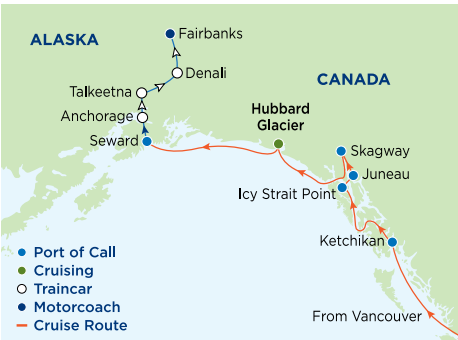 ALASKA
Fairbanks
Denali
CANADA
Talkeetna
Anchorage
Hubbard
Glacier
Seward
Skagway
Juneau
Icy Strait Point
Ketchikan
Port of Call
Cruising
Traincar
Motorcoach
Cruise Route
From Vancouver